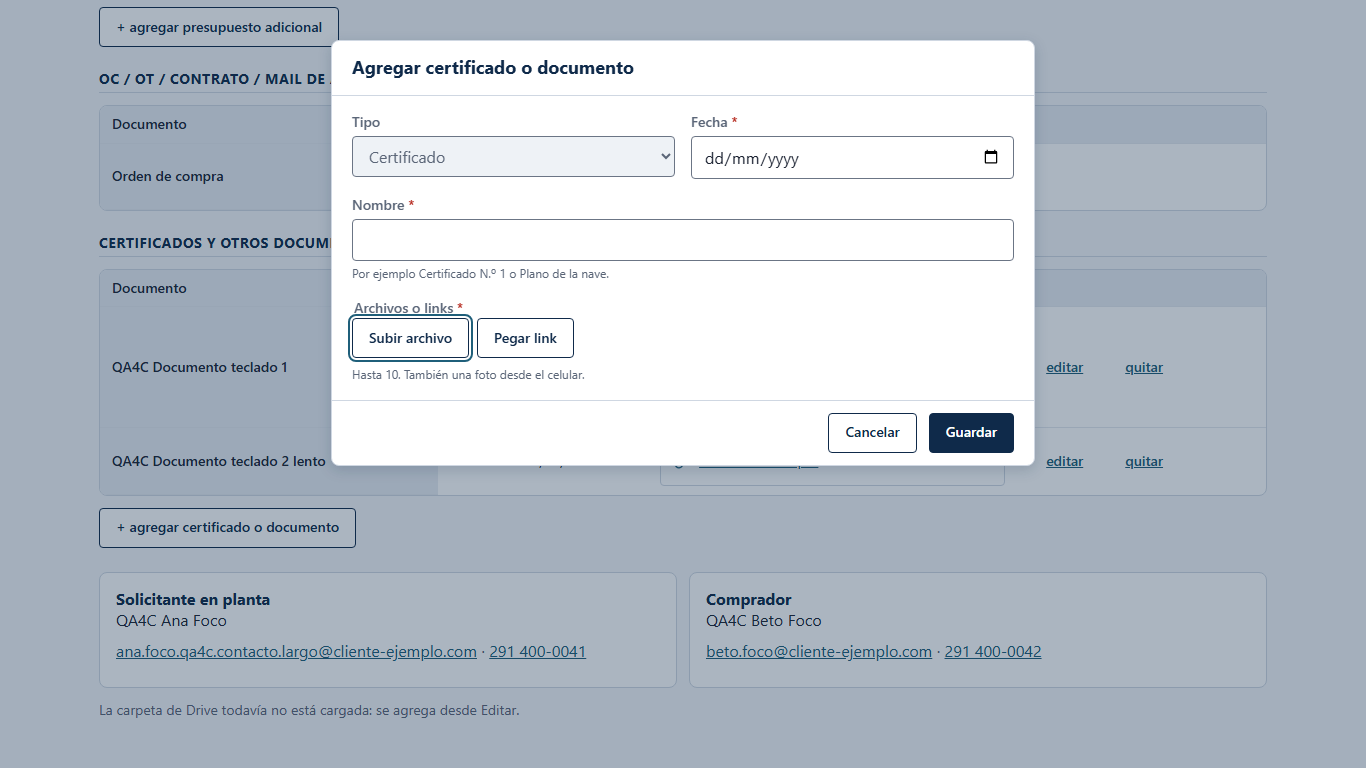 + agregar presupuesto adicional
Agregar certificado o documento
OC / OT / CONTRATO / MAIL DE
Documento
Orden de compra
Tipo
Fecha *
Certificado
dd/mm/yyyy
Nombre *
Por ejemplo Certificado N.º 1 o Plano de la nave.
CERTIFICADOS Y OTROS
Documento
Archivos o links *
Subir archivo
Pegar link
Hasta 10. También una foto desde el celular.
QA4C Documento teclado 1
editar
quitar
Cancelar
Guardar
QA4C Documento teclado 2 lento
editar
quitar
+ agregar certificado o documento
Solicitante en planta
QA4C Ana Foco
ana.foco.qa4c.contacto.largo@cliente-ejemplo.com · 291 400-0041
Comprador
QA4C Beto Foco
beto.foco@cliente-ejemplo.com · 291 400-0042
La carpeta de Drive todavía no está cargada: se agrega desde Editar.